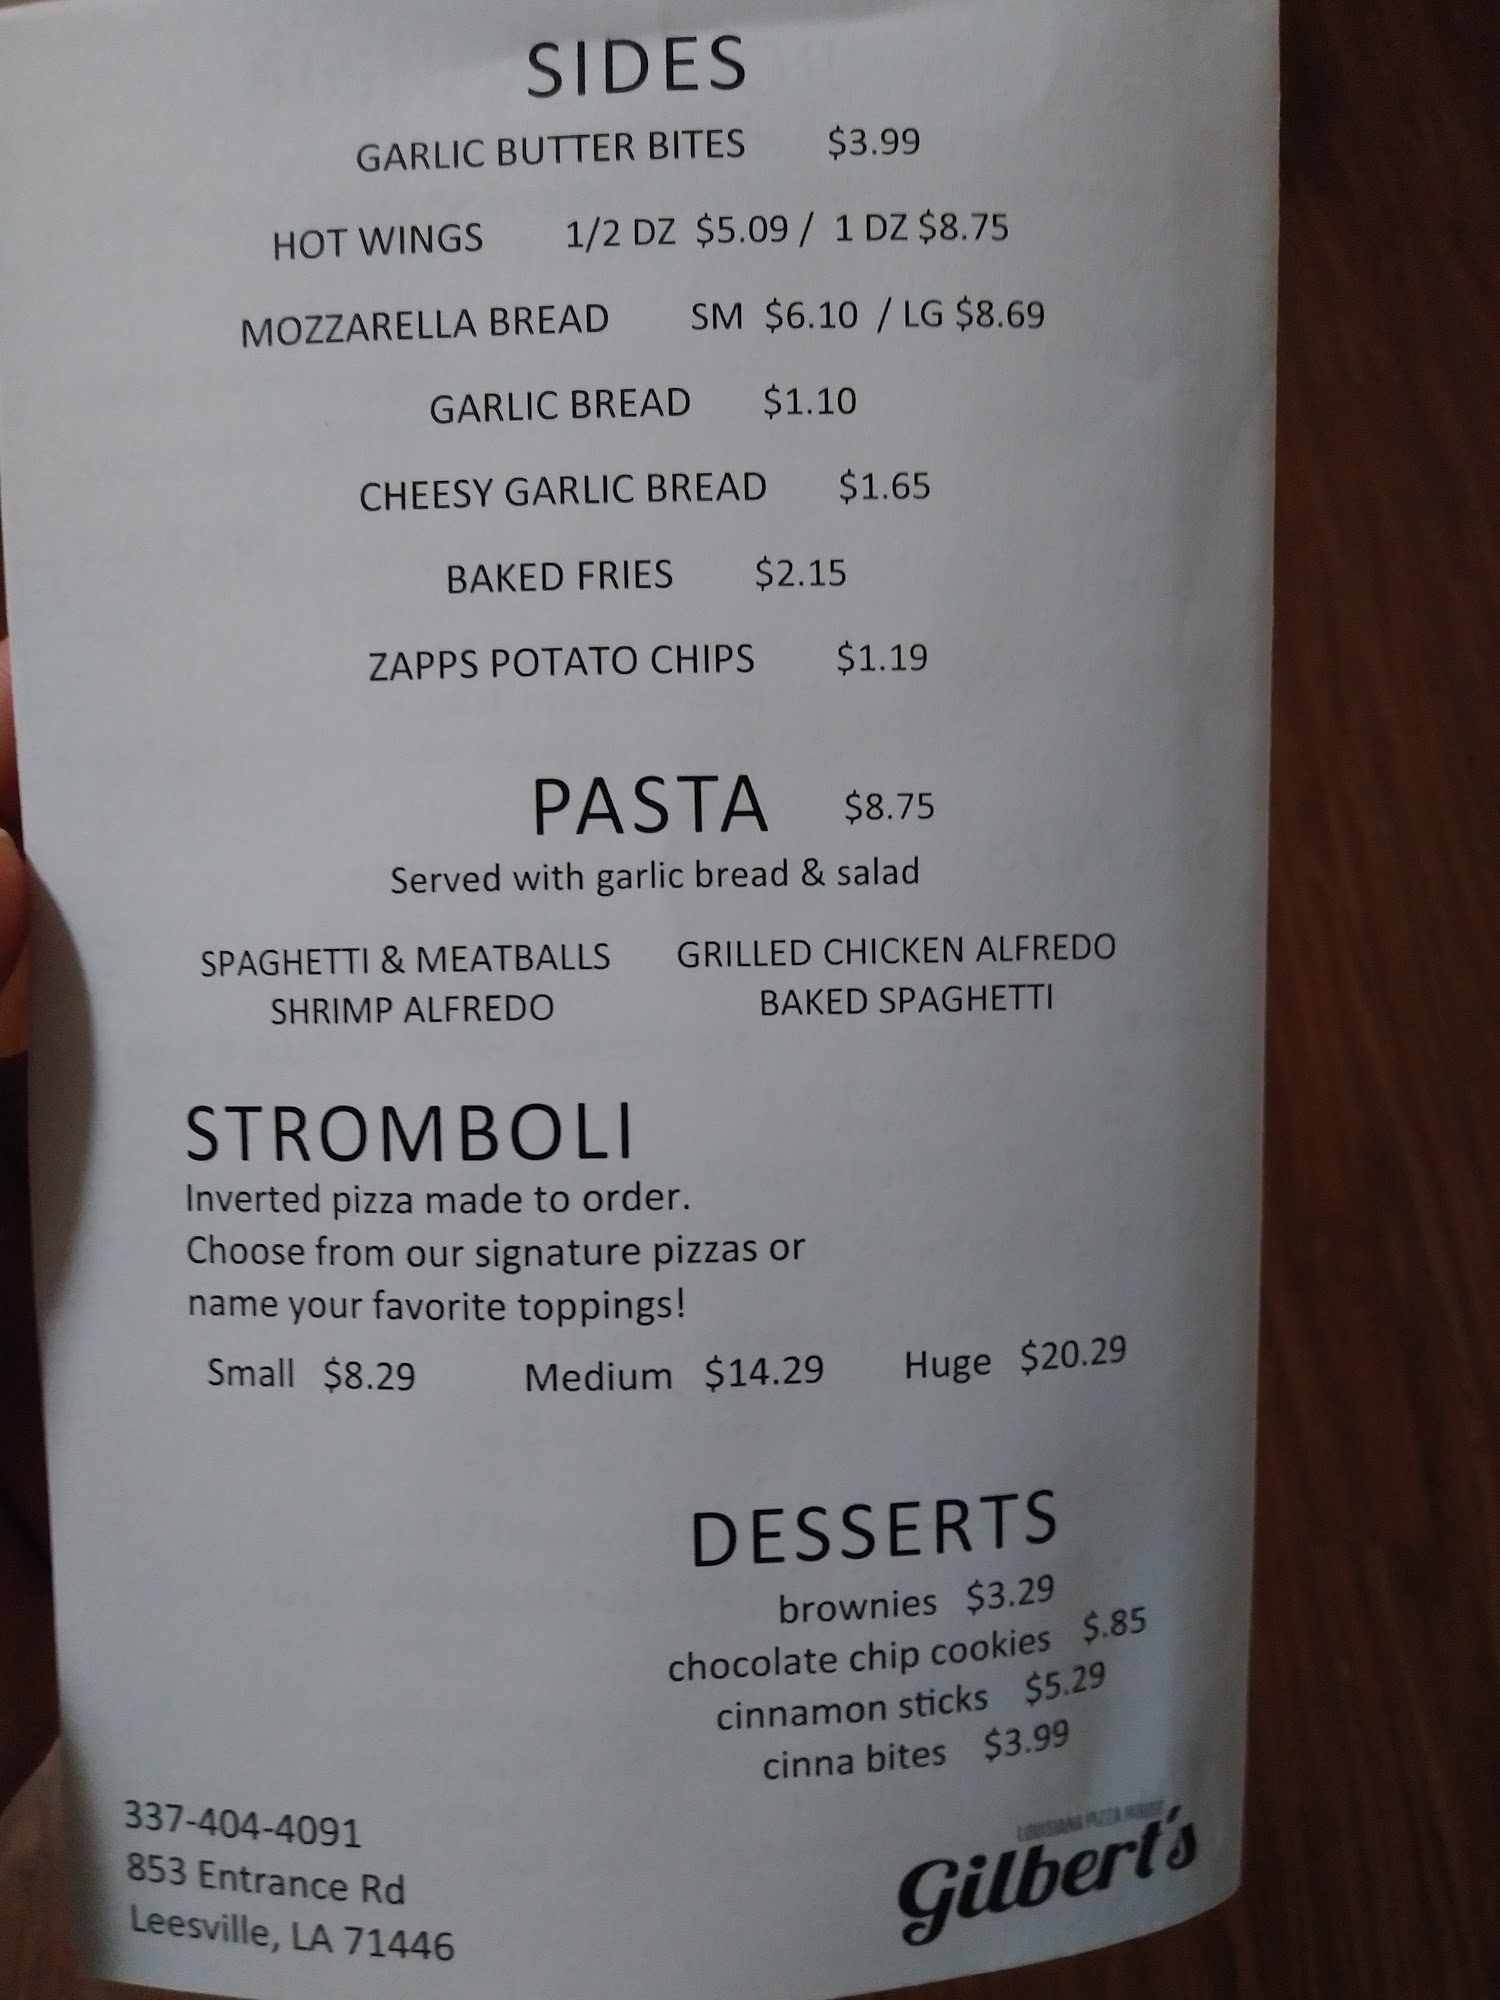 SIDES
GARLIC BUTTER BITES $3.99
HOT WINGS 1/2 DZ $5.09 / 1 DZ $8.75
MOZZARELLA BREAD SM $6.10 / LG $8.69
GARLIC BREAD $1.10
CHEESY GARLIC BREAD $1.65
BAKED FRIES $2.15
ZAPPS POTATO CHIPS $1.19
PASTA $8.75
Served with garlic bread & salad
SPAGHETTI & MEATBALLS GRILLED CHICKEN ALFREDO
SHRIMP ALFREDO BAKED SPAGHETTI
STROMBOLI
Inverted pizza made to order.
Choose from our signature pizzas or
name your favorite toppings!
Small $8.29 Medium $14.29 Huge $20.29
DESSERTS
brownies $3.29
chocolate chip cookies $.85
cinnamon sticks $5.29
cinna bites $3.99
337-404-4091
853 Entrance Rd
Leesville, LA 71446
LOUISIANA PIZZA HOUSE
Gilbert's